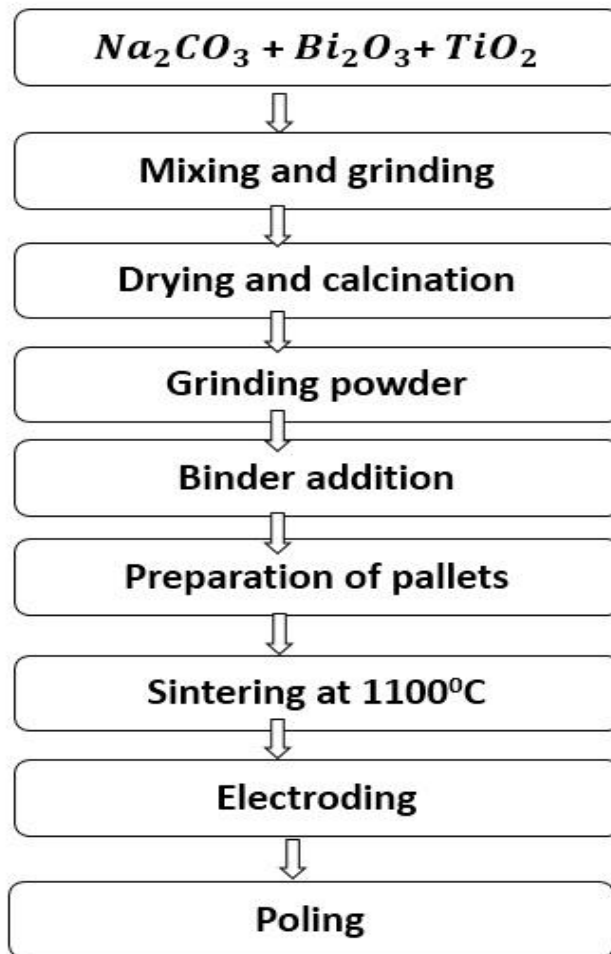 Na₂CO₃ + Bi₂O₃+ TiO₂
Mixing and grinding
Drying and calcination
Grinding powder
Binder addition
Preparation of pallets
Sintering at 1100⁰C
Electroding
Poling